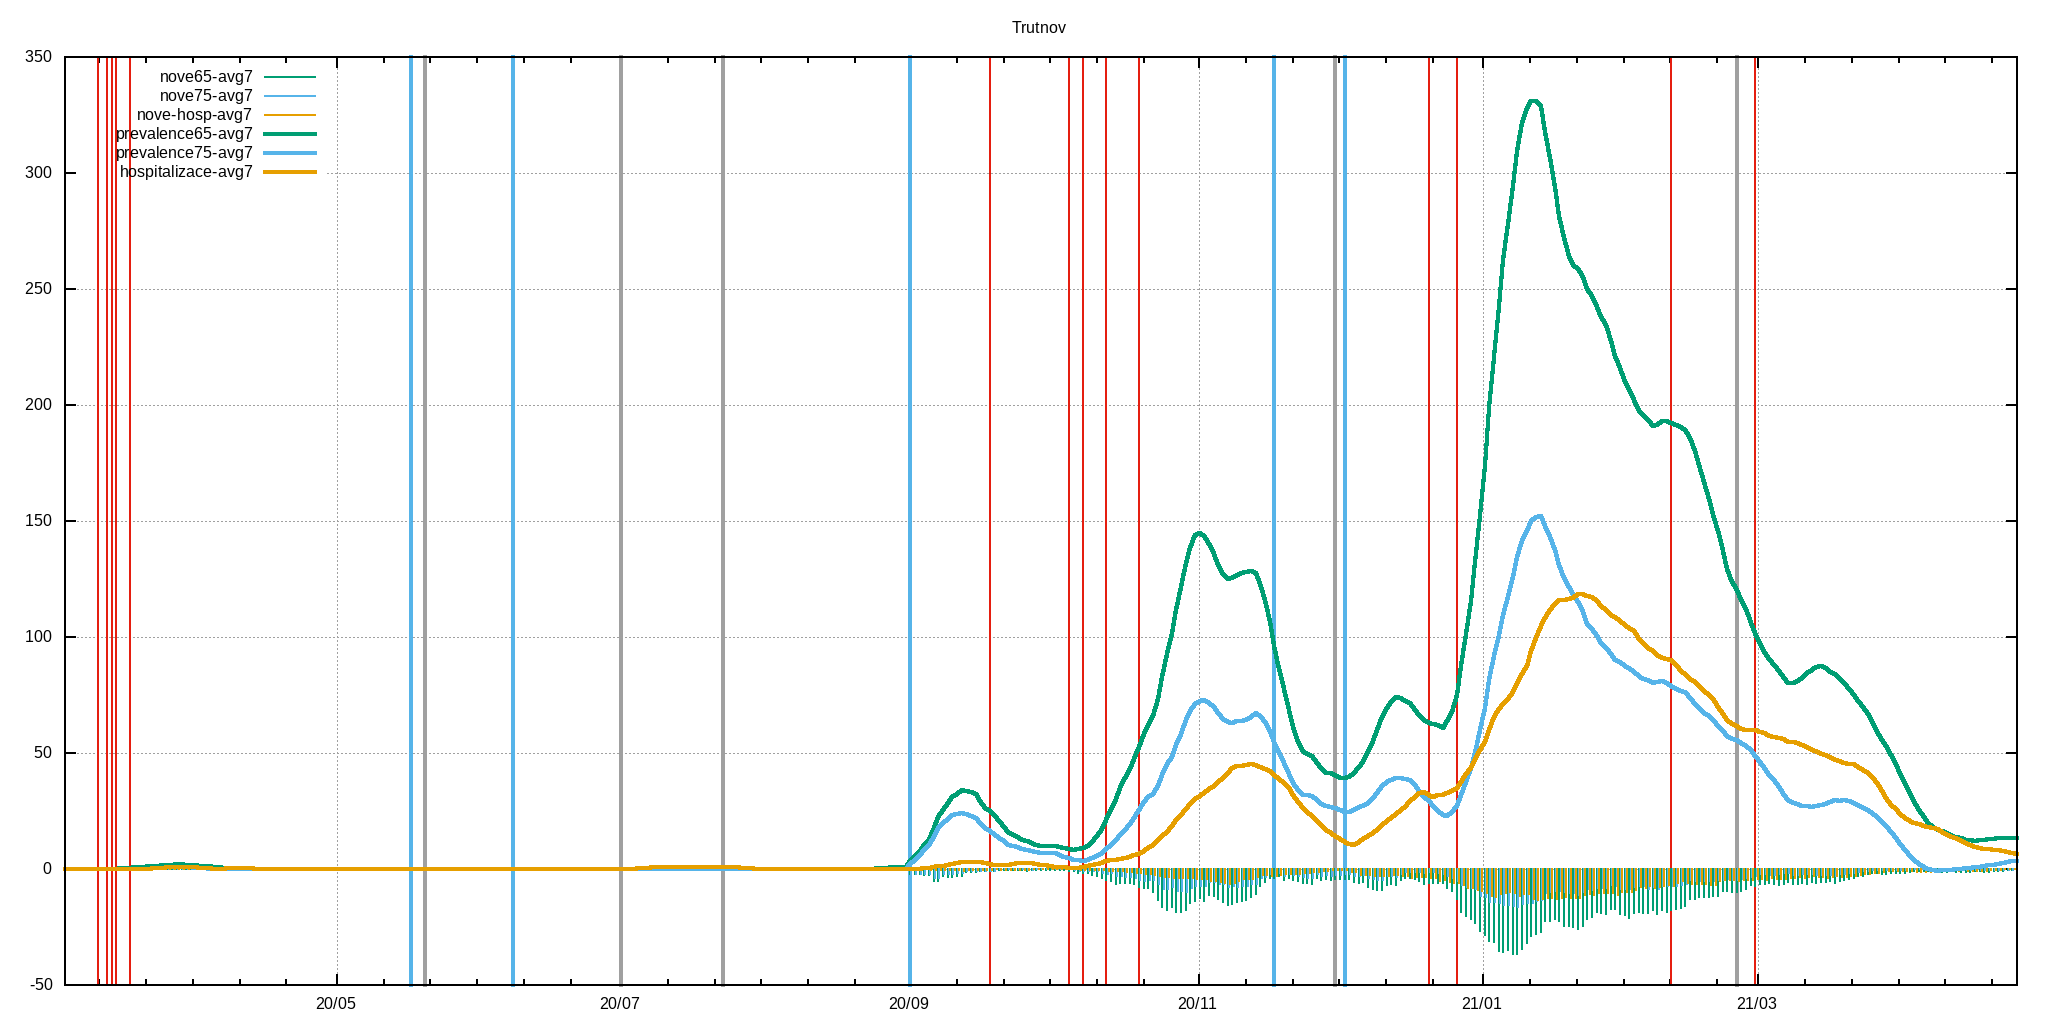 Trutnov
350
300
250
200
150
100
50
0
-50
nove65-avg7
nove75-avg7
nove-hosp-avg7
prevalence65-avg7
prevalence75-avg7
hospitalizace-avg7
20/05 20/07 20/09 20/11 21/01 21/03